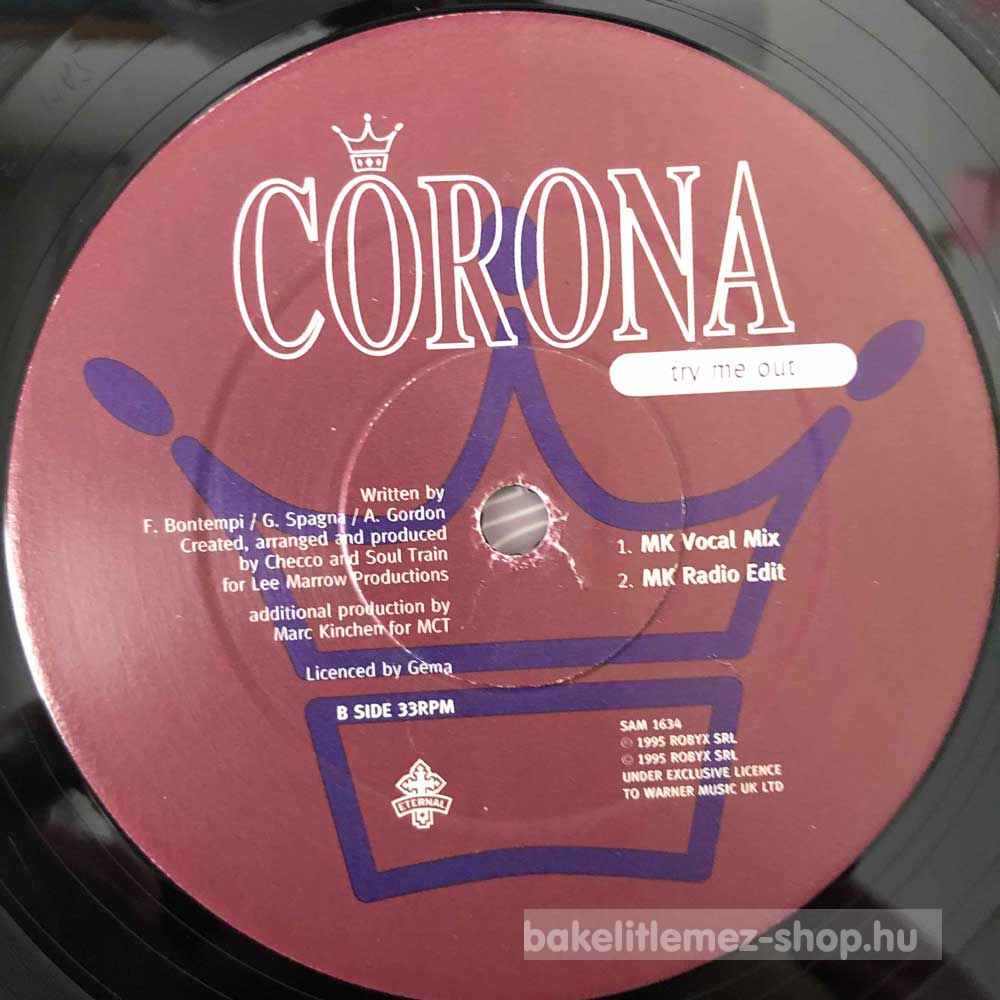 CORONA
try me out
Written by
F. Bontempi / G. Spagna / A. Gordon
Created, arranged and produced
by Checco and Soul Train
for Lee Marrow Productions
additional production by
Marc Kinchen for MCT
Licenced by Gema
B SIDE 33RPM
ETERNAL
1. MK Vocal Mix
2. MK Radio Edit
SAM 1634
℗ 1995 ROBYX SRL
© 1995 ROBYX SRL
UNDER EXCLUSIVE LICENCE
TO WARNER MUSIC UK LTD
bakelitlemez-shop.hu